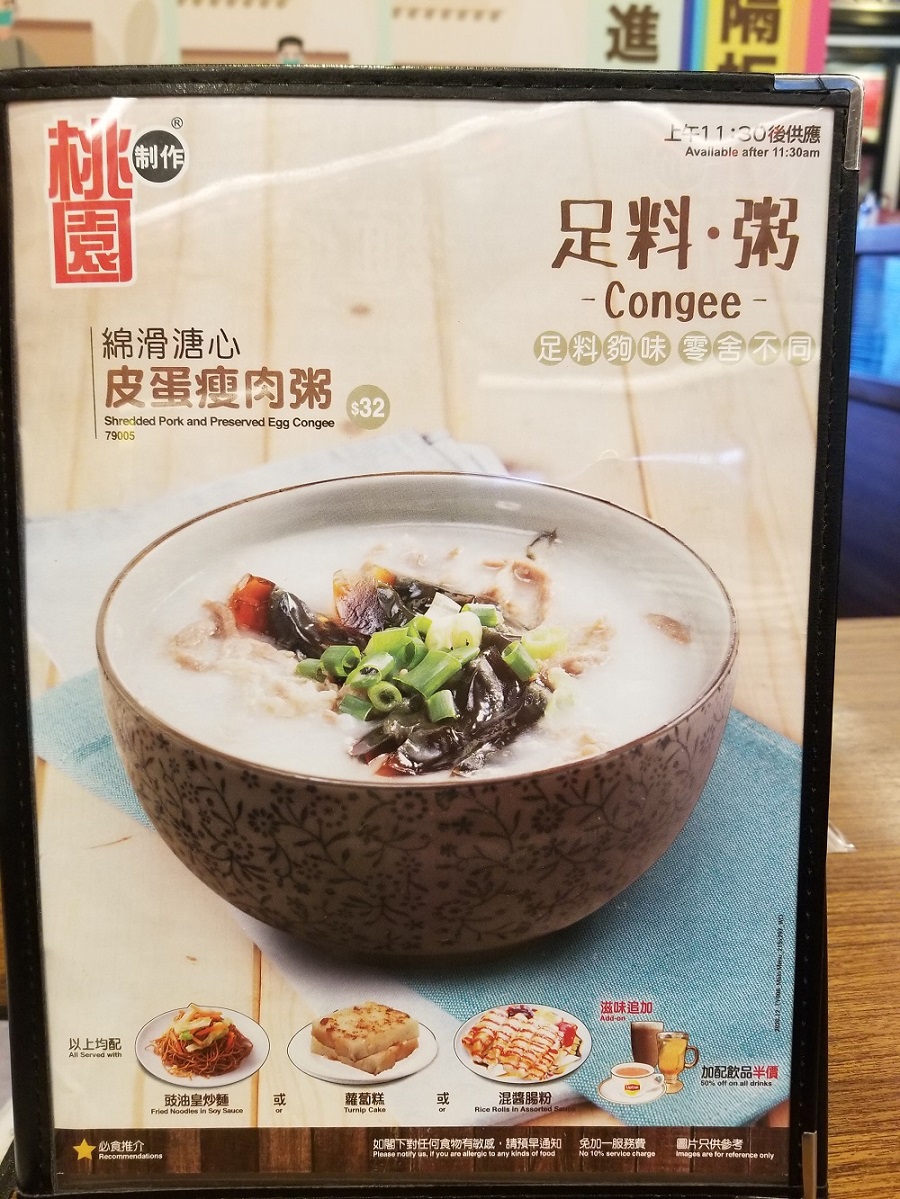 進
隔
桃園
制作
®
上午11:30後供應
Available after 11:30am
足料·粥
- Congee -
足料夠味 零舍不同
綿滑溏心
皮蛋瘦肉粥
$32
Shredded Pork and Preserved Egg Congee
79005
以上均配
All Served with
豉油皇炒麵
Fried Noodles in Soy Sauce
或
or
蘿蔔糕
Turnip Cake
或
or
混醬腸粉
Rice Rolls in Assorted Sauce
滋味追加
Add-on
Lipton
加配飲品半價
50% off on all drinks
必食推介
Recommendations
如閣下對任何食物有敏感，請預早通知
Please notify us, if you are allergic to any kinds of food
免加一服務費
No 10% service charge
圖片只供參考
Images are for reference only